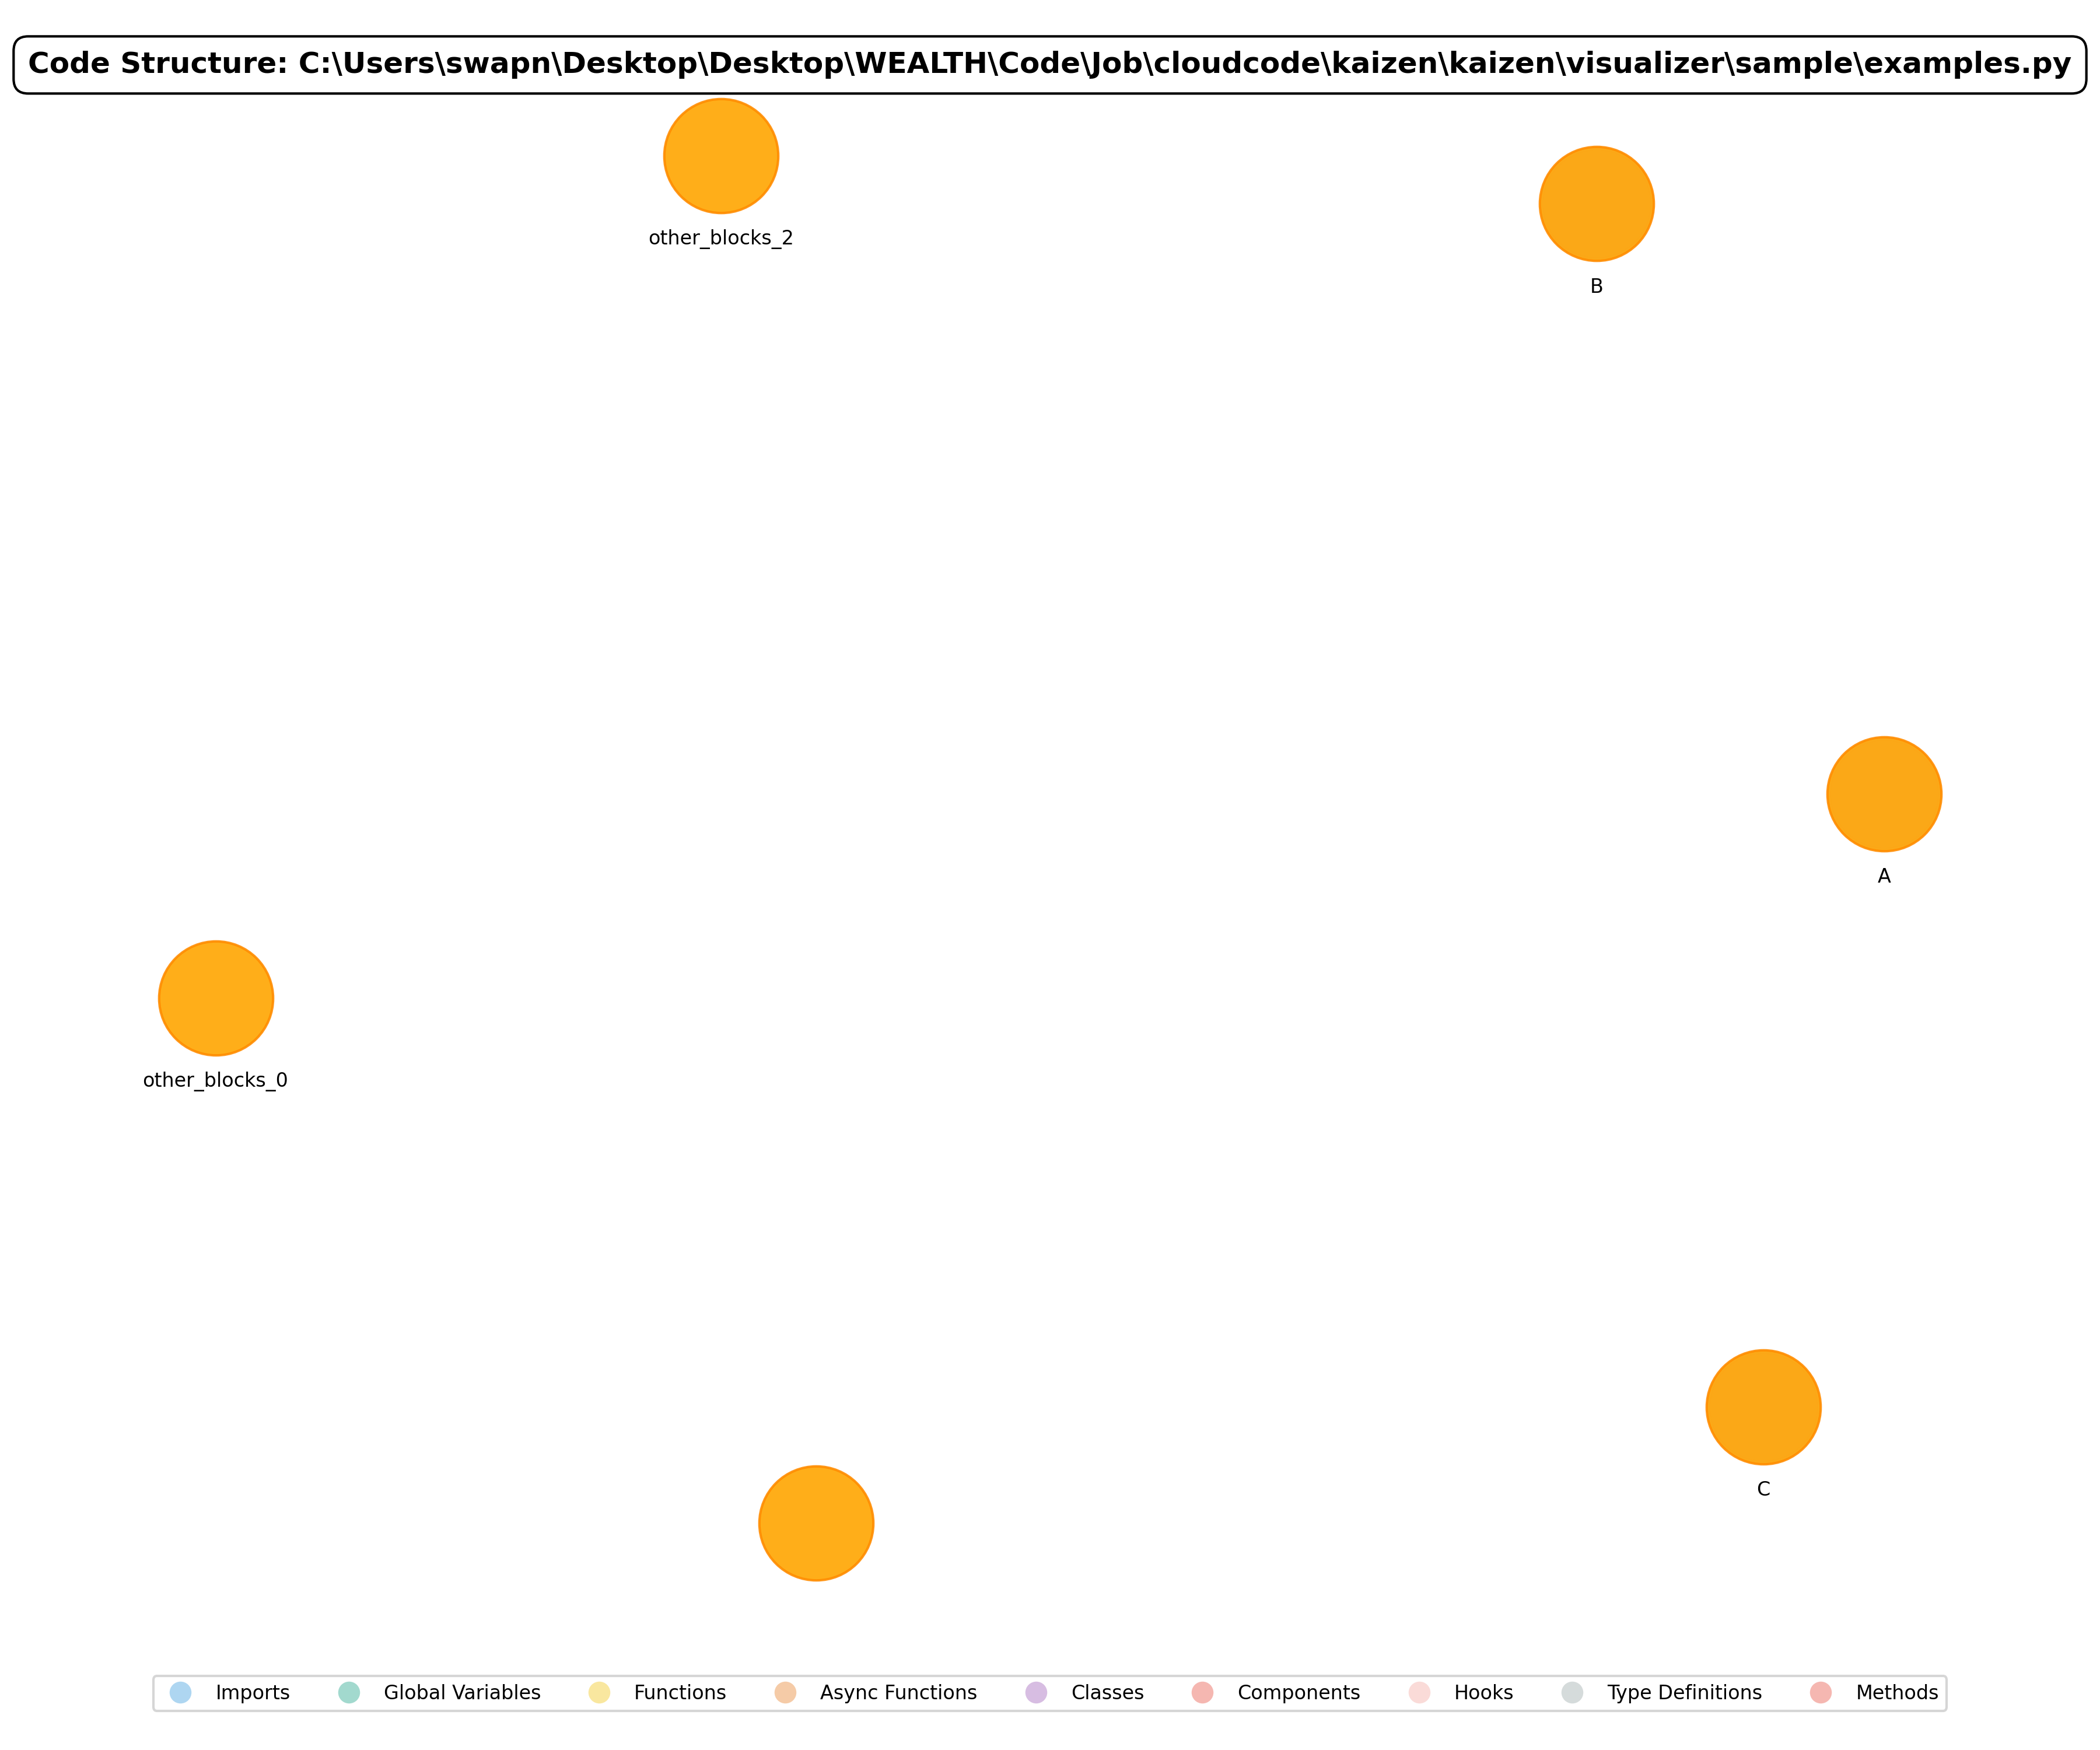 Code Structure: C:\Users\swapn\Desktop\Desktop\WEALTH\Code\Job\cloudcode\kaizen\kaizen\visualizer\sample\examples.py
other_blocks_2
B
A
other_blocks_0
C
Imports
Global Variables
Functions
Async Functions
Classes
Components
Hooks
Type Definitions
Methods